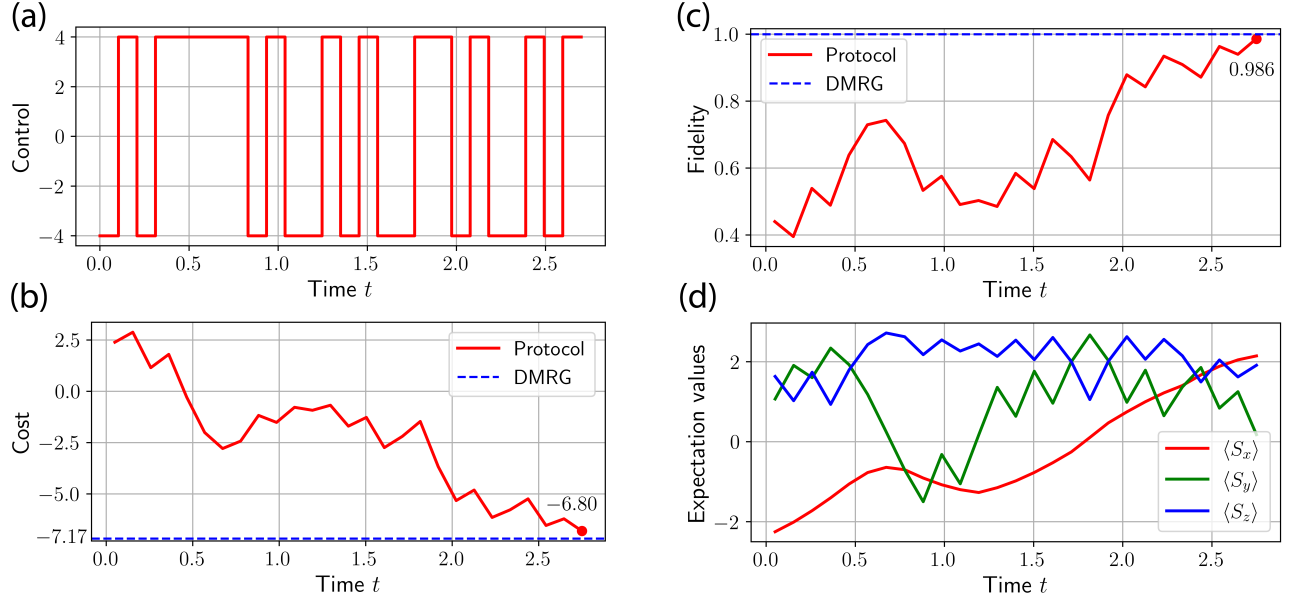 (a)
Control
4
2
0
−2
−4
0.0 0.5 1.0 1.5 2.0 2.5
Time t
(b)
Cost
2.5
0.0
−2.5
−5.0
−7.17
Protocol
DMRG
−6.80
0.0 0.5 1.0 1.5 2.0 2.5
Time t
(c)
Fidelity
1.0
0.8
0.6
0.4
Protocol
DMRG
0.986
0.0 0.5 1.0 1.5 2.0 2.5
Time t
(d)
Expectation values
2
0
−2
⟨Sx⟩
⟨Sy⟩
⟨Sz⟩
0.0 0.5 1.0 1.5 2.0 2.5
Time t